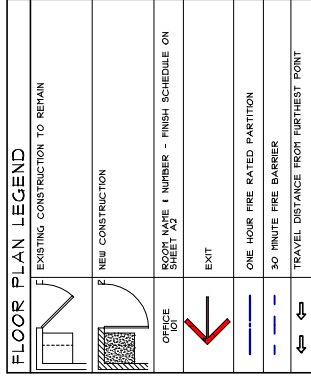 FLOOR PLAN LEGEND
EXISTING CONSTRUCTION TO REMAIN
NEW CONSTRUCTION
OFFICE
101
ROOM NAME & NUMBER - FINISH SCHEDULE ON
SHEET A2
EXIT
ONE HOUR FIRE RATED PARTITION
30 MINUTE FIRE BARRIER
TRAVEL DISTANCE FROM FURTHEST POINT